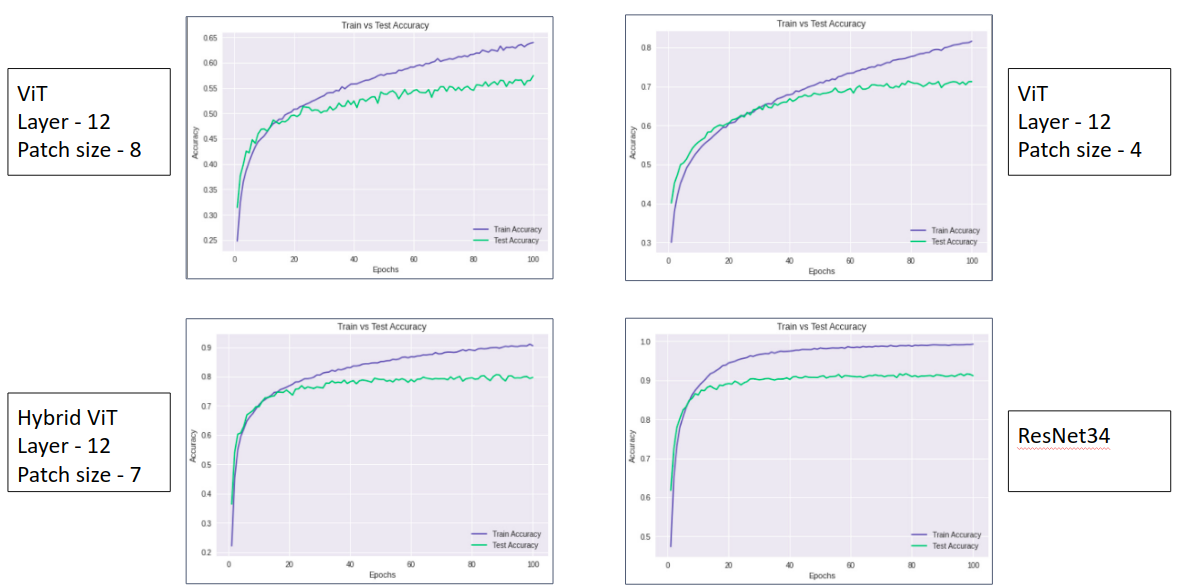 ViT
Layer - 12
Patch size - 8
Train vs Test Accuracy
Accuracy
0.65
0.60
0.55
0.50
0.45
0.40
0.35
0.30
0.25
0 20 40 60 80 100
Epochs
Train Accuracy
Test Accuracy
Train vs Test Accuracy
Accuracy
0.8
0.7
0.6
0.5
0.4
0.3
0 20 40 60 80 100
Epochs
Train Accuracy
Test Accuracy
ViT
Layer - 12
Patch size - 4
Hybrid ViT
Layer - 12
Patch size - 7
Train vs Test Accuracy
Accuracy
0.9
0.8
0.7
0.6
0.5
0.4
0.3
0.2
0 20 40 60 80 100
Epochs
Train Accuracy
Test Accuracy
Train vs Test Accuracy
Accuracy
1.0
0.9
0.8
0.7
0.6
0.5
0 20 40 60 80 100
Epochs
Train Accuracy
Test Accuracy
ResNet34